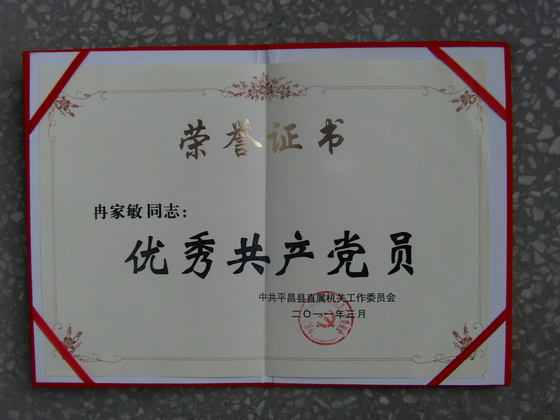 荣誉证书
冉家敏同志：
优秀共产党员
中共平昌县直属机关工作委员会
二〇一一年二月